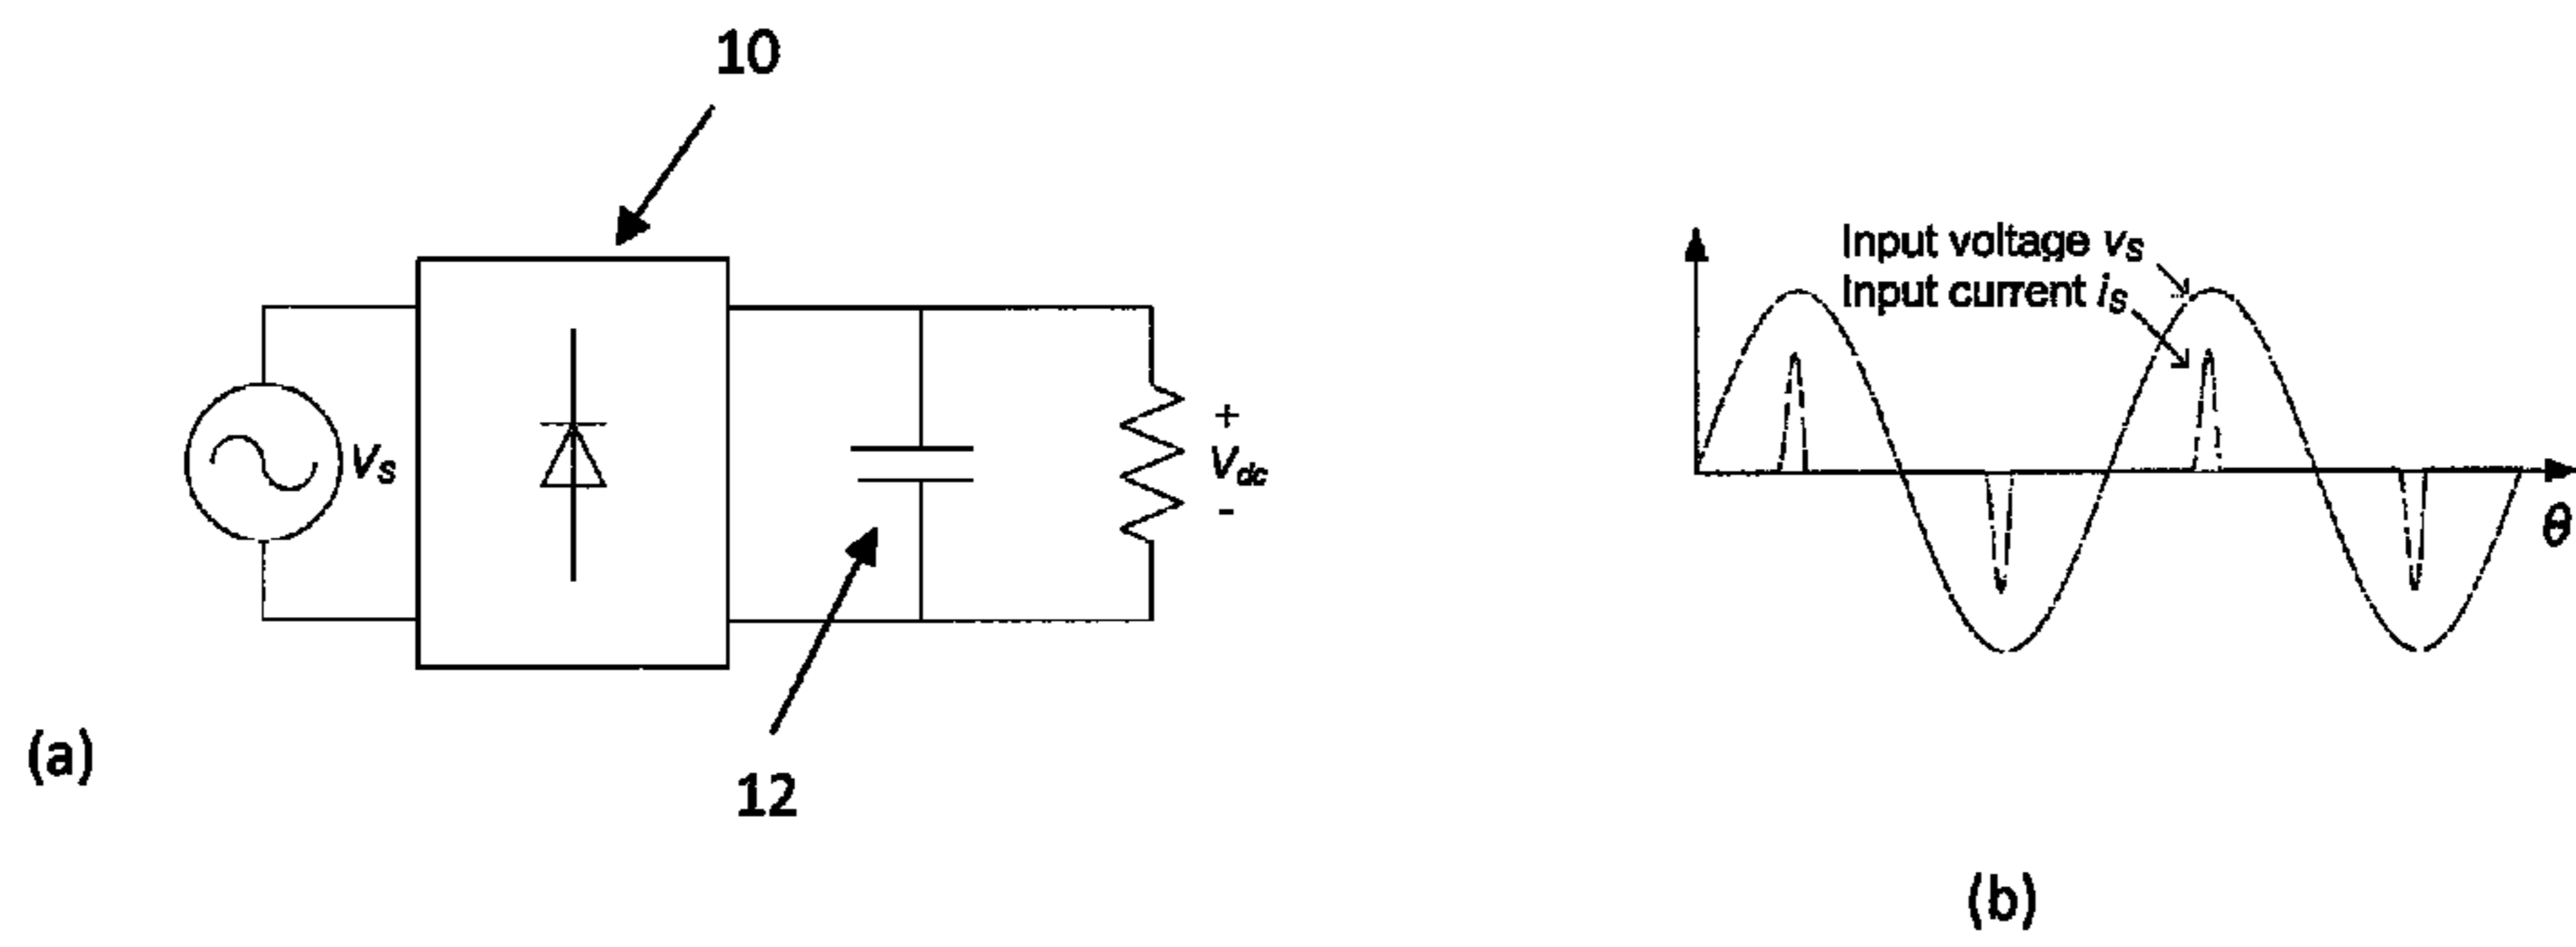 10
Vs
+
Vdc
-
12
(a)
Input voltage vS
Input current iS
θ
(b)